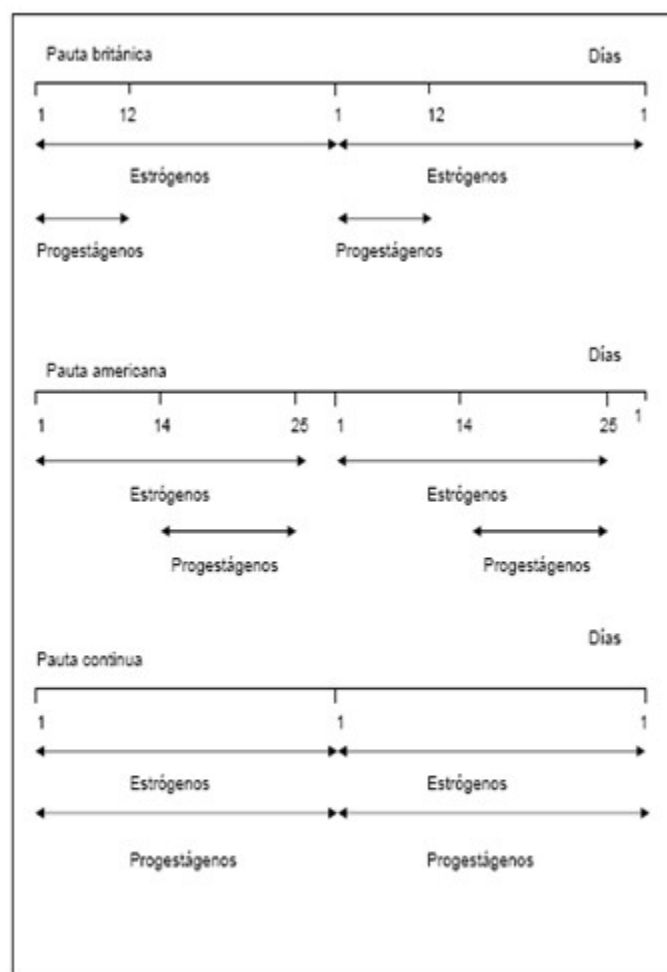 Pauta británica Días
1 12 1 12 1
Estrógenos Estrógenos
Progestágenos Progestágenos
Días
Pauta americana
1 14 25 1 14 25 1
Estrógenos Estrógenos
Progestágenos Progestágenos
Días
Pauta continua
1 1 1
Estrógenos Estrógenos
Progestágenos Progestágenos